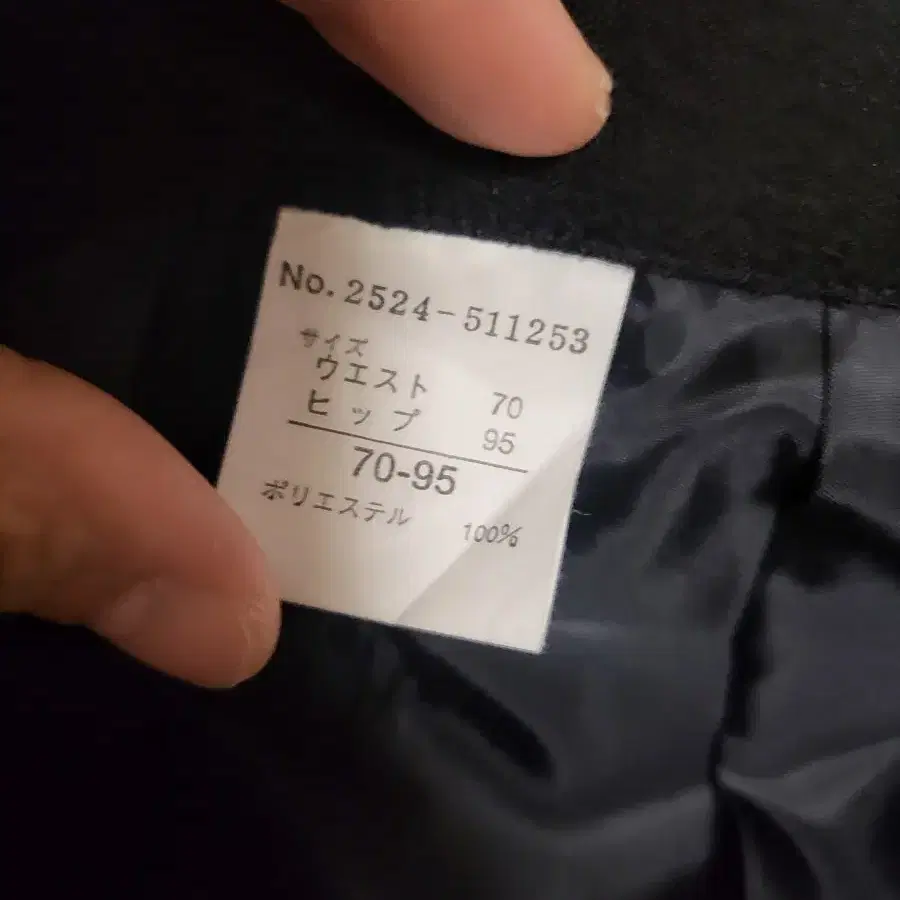 No. 2524-511253
サイズ
ウエスト 70
ヒップ 95
70-95
ポリエステル 100%